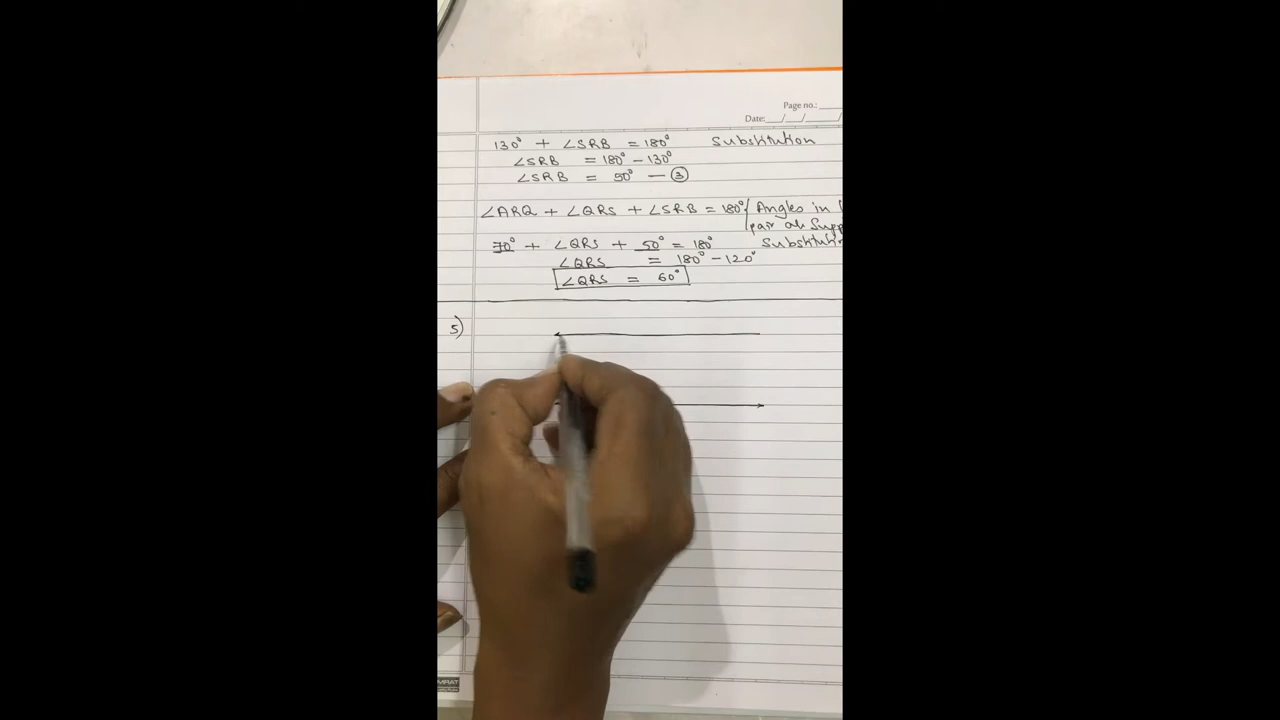 Page no.:
Date:
130° + ∠SRB = 180° Substitution
∠SRB = 180° - 130°
∠SRB = 50° — ③
∠ARQ + ∠QRS + ∠SRB = 180° / Angles in
pair are
70° + ∠QRS + 50° = 180°
∠QRS = 180° - 120°
∠QRS = 60°
5)